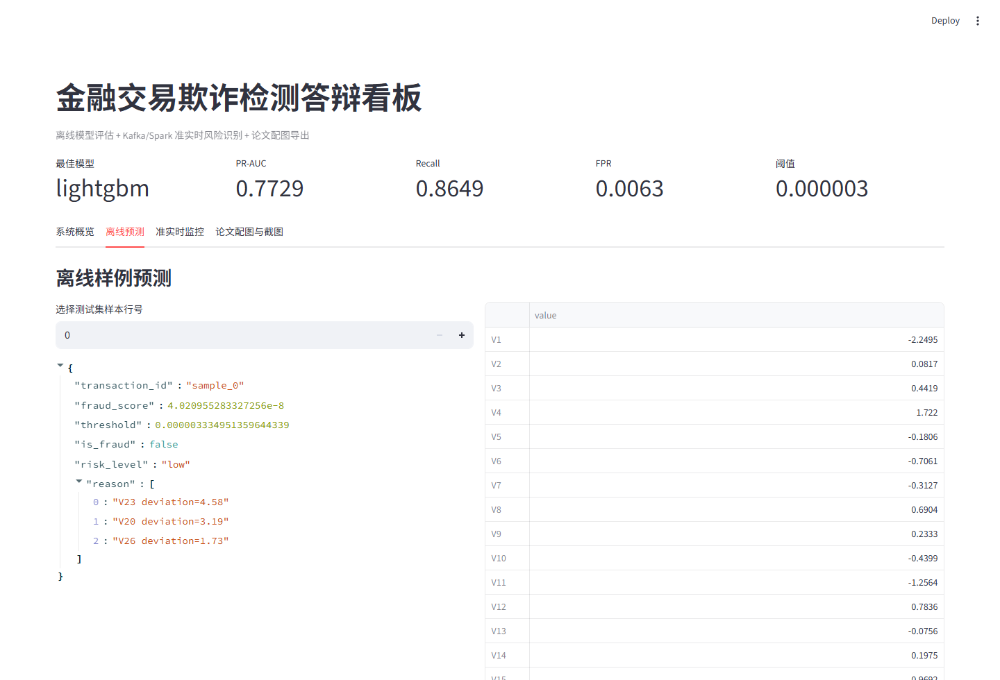 Deploy
金融交易欺诈检测答辩看板
离线模型评估 + Kafka/Spark 准实时风险识别 + 论文配图导出
最佳模型
lightgbm
PR-AUC
0.7729
Recall
0.8649
FPR
0.0063
阈值
0.000003
系统概览 离线预测 准实时监控 论文配图与截图
离线样例预测
选择测试集样本行号
0
{
"transaction_id" : "sample_0"
"fraud_score" : 4.020955283327256e-8
"threshold" : 0.000003334951359644339
"is_fraud" : false
"risk_level" : "low"
"reason" : [
0 : "V23 deviation=4.58"
1 : "V20 deviation=3.19"
2 : "V26 deviation=1.73"
]
}
value
V1 -2.2495
V2 0.0817
V3 0.4419
V4 1.722
V5 -0.1806
V6 -0.7061
V7 -0.3127
V8 0.6904
V9 0.2333
V10 -0.4399
V11 -1.2564
V12 0.7836
V13 -0.0756
V14 0.1975
V15 0.9692